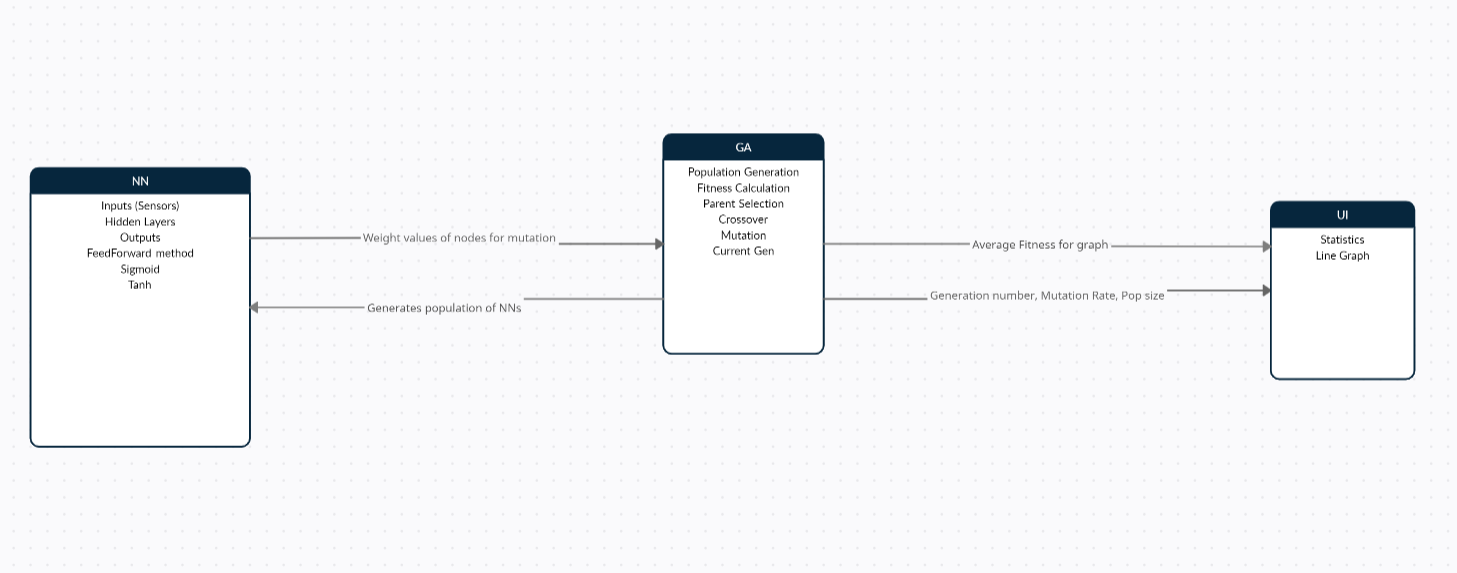 NN
Inputs (Sensors)
Hidden Layers
Outputs
FeedForward method
Sigmoid
Tanh
Weight values of nodes for mutation
Generates population of NNs
GA
Population Generation
Fitness Calculation
Parent Selection
Crossover
Mutation
Current Gen
Average Fitness for graph
Generation number, Mutation Rate, Pop size
UI
Statistics
Line Graph